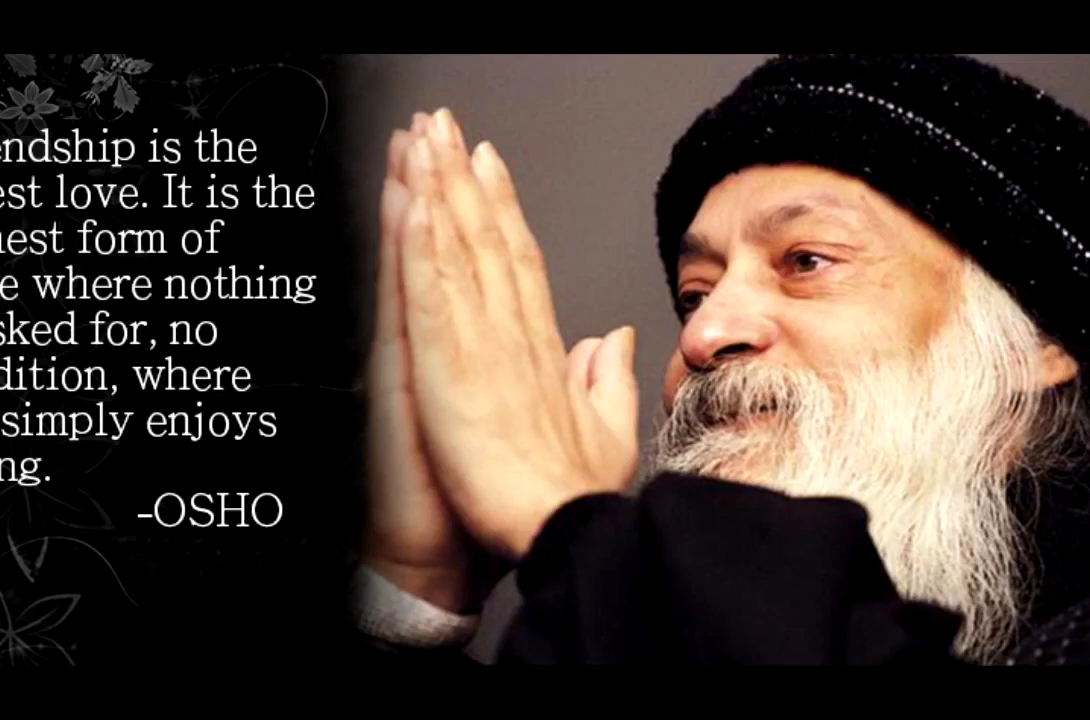 endship is the
est love. It is the
hest form of
e where nothing
sked for, no
dition, where
simply enjoys
ng.
-OSHO